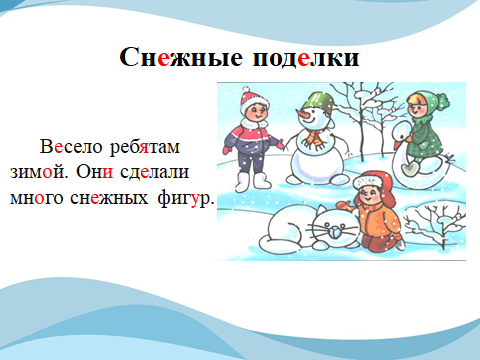 Снежные поделки
Весело ребятам
зимой. Они сделали
много снежных фигур.